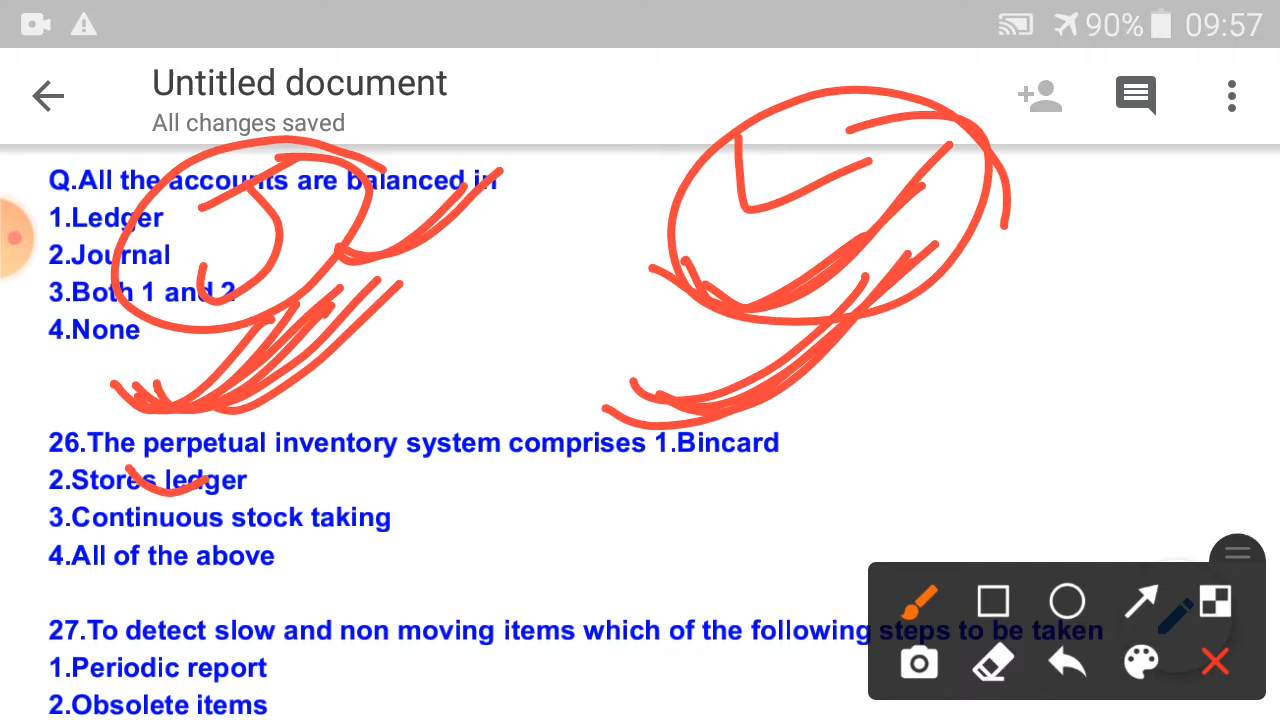 90% 09:57
Untitled document
All changes saved
Q.All the accounts are balanced in
1.Ledger
2.Journal
3.Both 1 and 2
4.None
26.The perpetual inventory system comprises 1.Bincard
2.Stores ledger
3.Continuous stock taking
4.All of the above
27.To detect slow and non moving items which of the following steps to be taken
1.Periodic report
2.Obsolete items